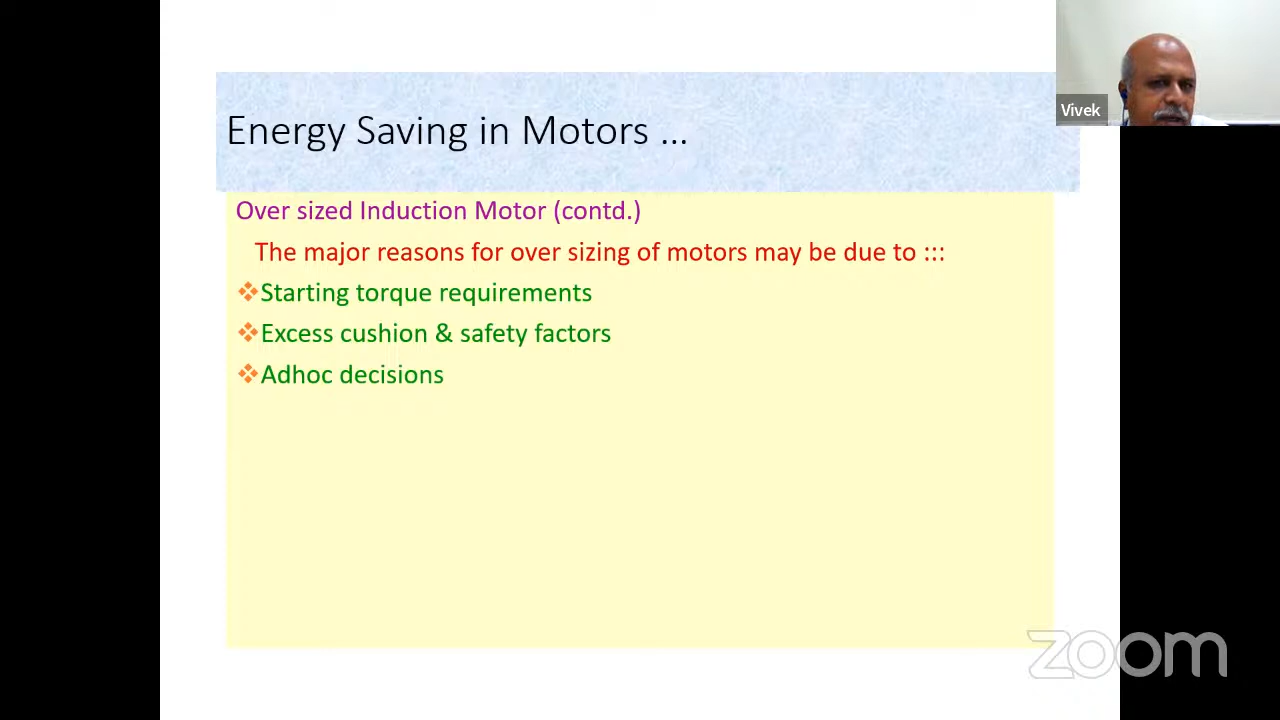 Vivek
Energy Saving in Motors ...
Over sized Induction Motor (contd.)
The major reasons for over sizing of motors may be due to :::
Starting torque requirements
Excess cushion & safety factors
Adhoc decisions
zoom